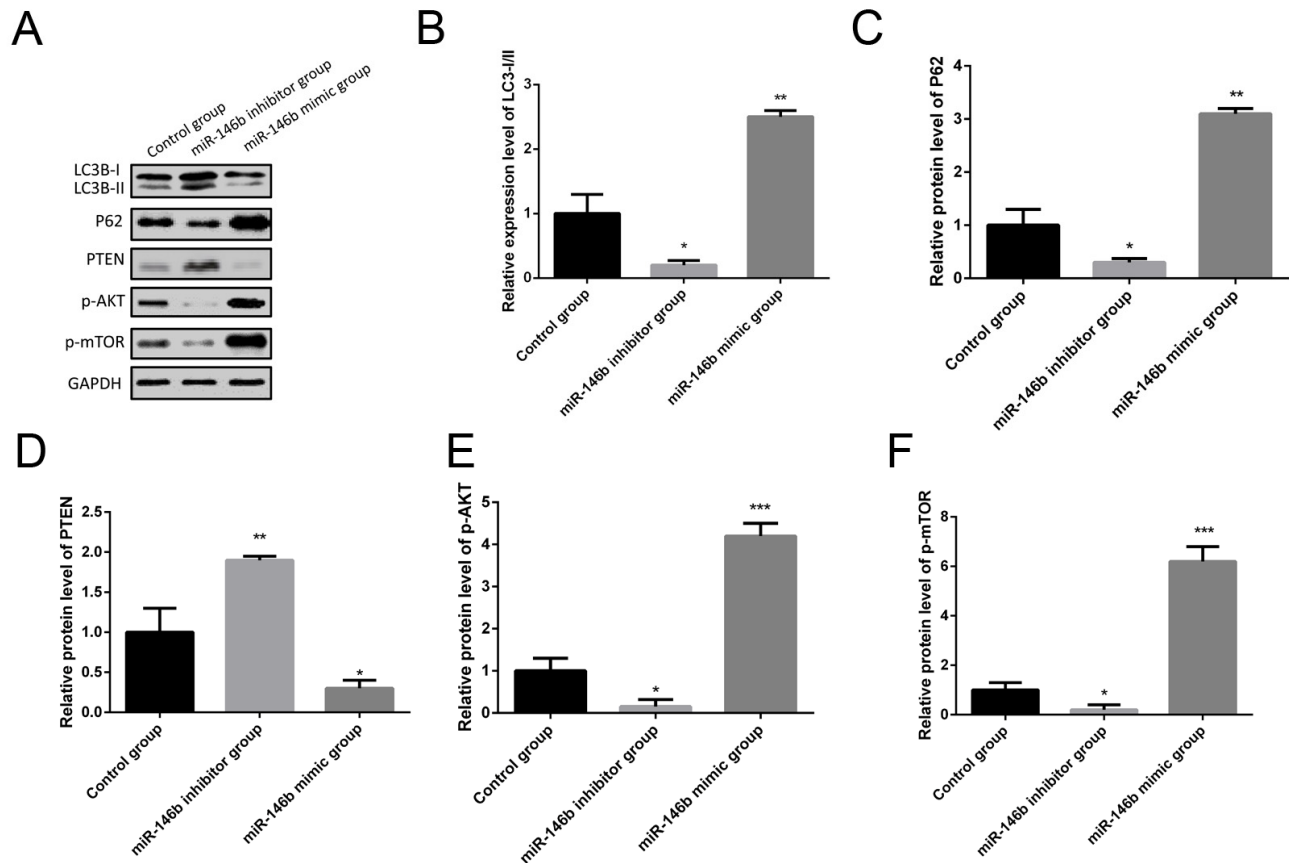 A
Control group
miR-146b inhibitor group
miR-146b mimic group
LC3B-I
LC3B-II
P62
PTEN
p-AKT
p-mTOR
GAPDH
B
Relative expression level of LC3-I/II
3
2
1
0
*
**
Control group
miR-146b inhibitor group
miR-146b mimic group
C
Relative protein level of P62
4
3
2
1
0
*
**
Control group
miR-146b inhibitor group
miR-146b mimic group
D
Relative protein level of PTEN
2.5
2.0
1.5
1.0
0.5
0.0
**
*
Control group
miR-146b inhibitor group
miR-146b mimic group
E
Relative protein level of p-AKT
5
4
3
2
1
0
*
***
Control group
miR-146b inhibitor group
miR-146b mimic group
F
Relative protein level of p-mTOR
8
6
4
2
0
*
***
Control group
miR-146b inhibitor group
miR-146b mimic group